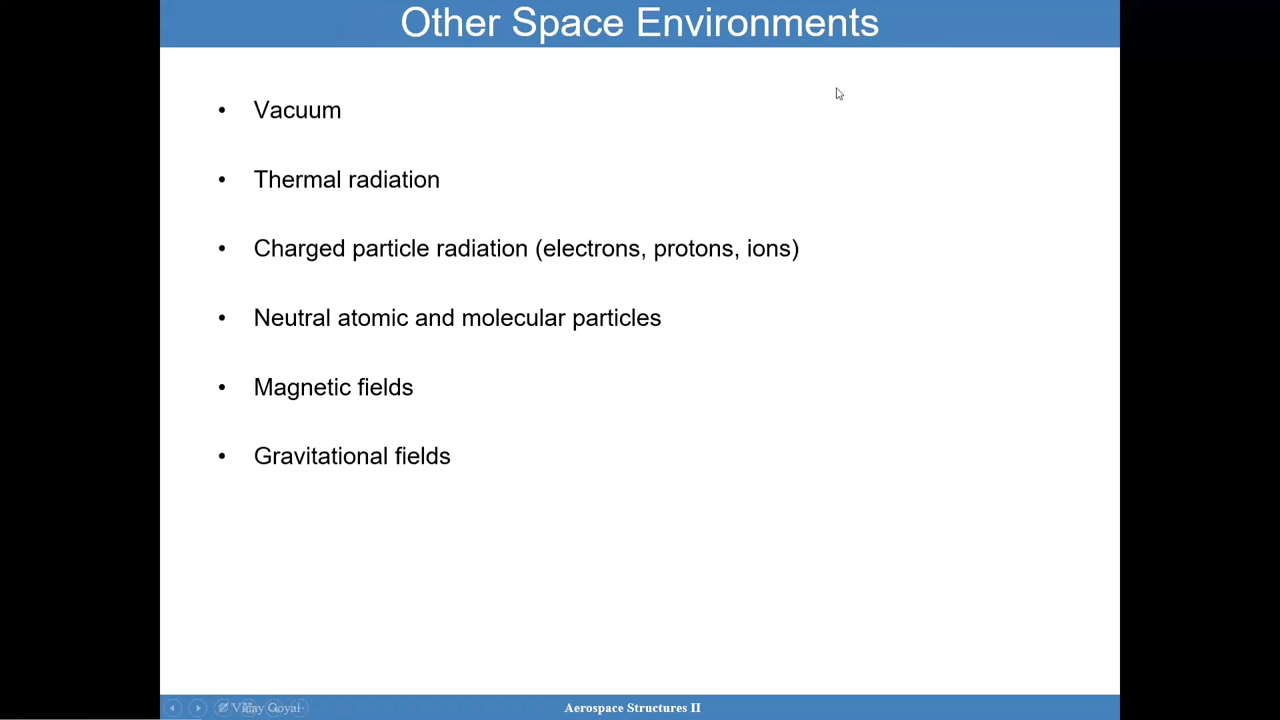 Other Space Environments
• Vacuum
• Thermal radiation
• Charged particle radiation (electrons, protons, ions)
• Neutral atomic and molecular particles
• Magnetic fields
• Gravitational fields
Vinay Goyal
Aerospace Structures II